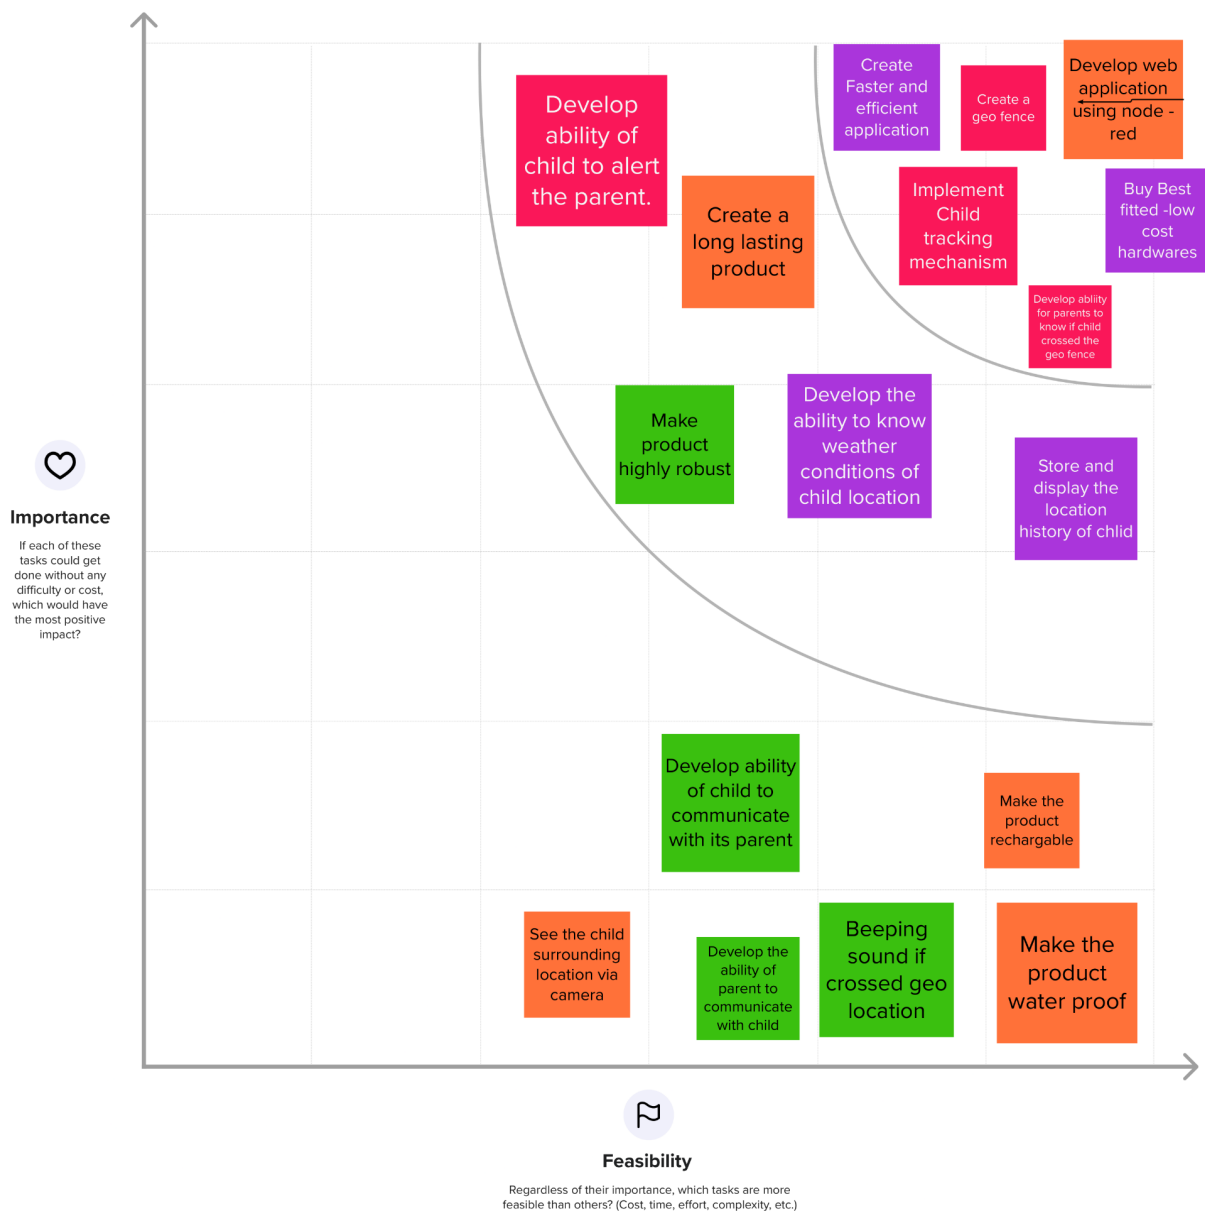 Create
Faster and
efficient
application
Create a
geo fence
Develop web
application
using node -
red
Develop
ability of
child to alert
the parent.
Create a
long lasting
product
Implement
Child
tracking
mechanism
Buy Best
fitted -low
cost
hardwares
Develop abliity
for parents to
know if child
crossed the
geo fence
Make
product
highly robust
Develop the
ability to know
weather
conditions of
child location
Store and
display the
location
history of chlid
Importance
If each of these
tasks could get
done without any
difficulty or cost,
which would have
the most positive
impact?
Develop ability
of child to
communicate
with its parent
Make the
product
rechargable
See the child
surrounding
location via
camera
Develop the
ability of
parent to
communicate
with child
Beeping
sound if
crossed geo
location
Make the
product
water proof
Feasibility
Regardless of their importance, which tasks are more
feasible than others? (Cost, time, effort, complexity, etc.)